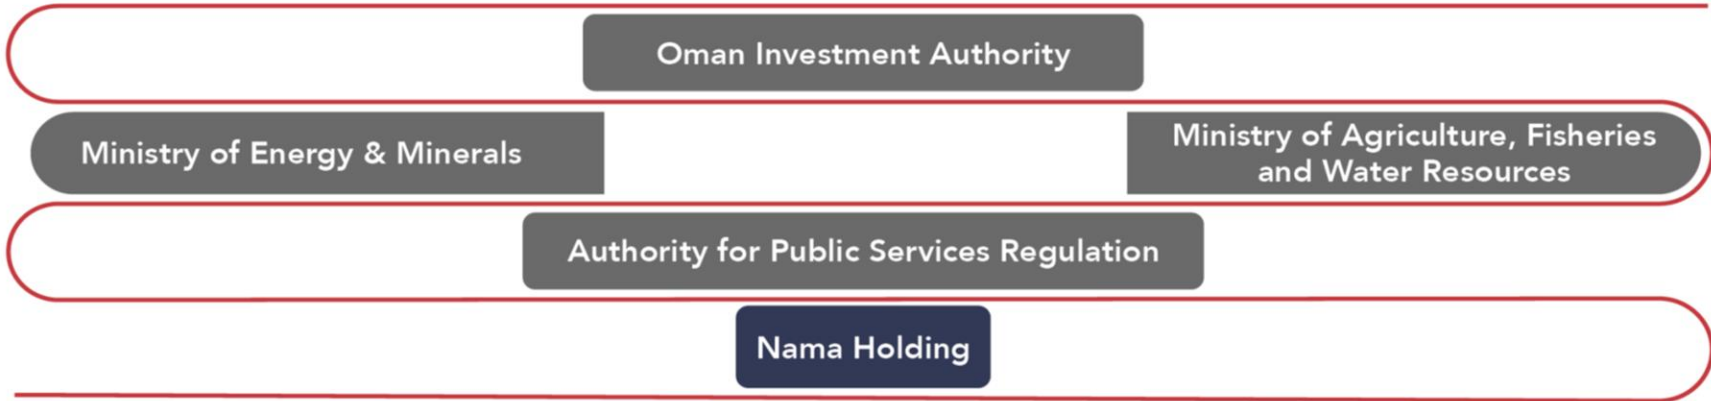 Oman Investment Authority
Ministry of Energy & Minerals
Ministry of Agriculture, Fisheries
and Water Resources
Authority for Public Services Regulation
Nama Holding